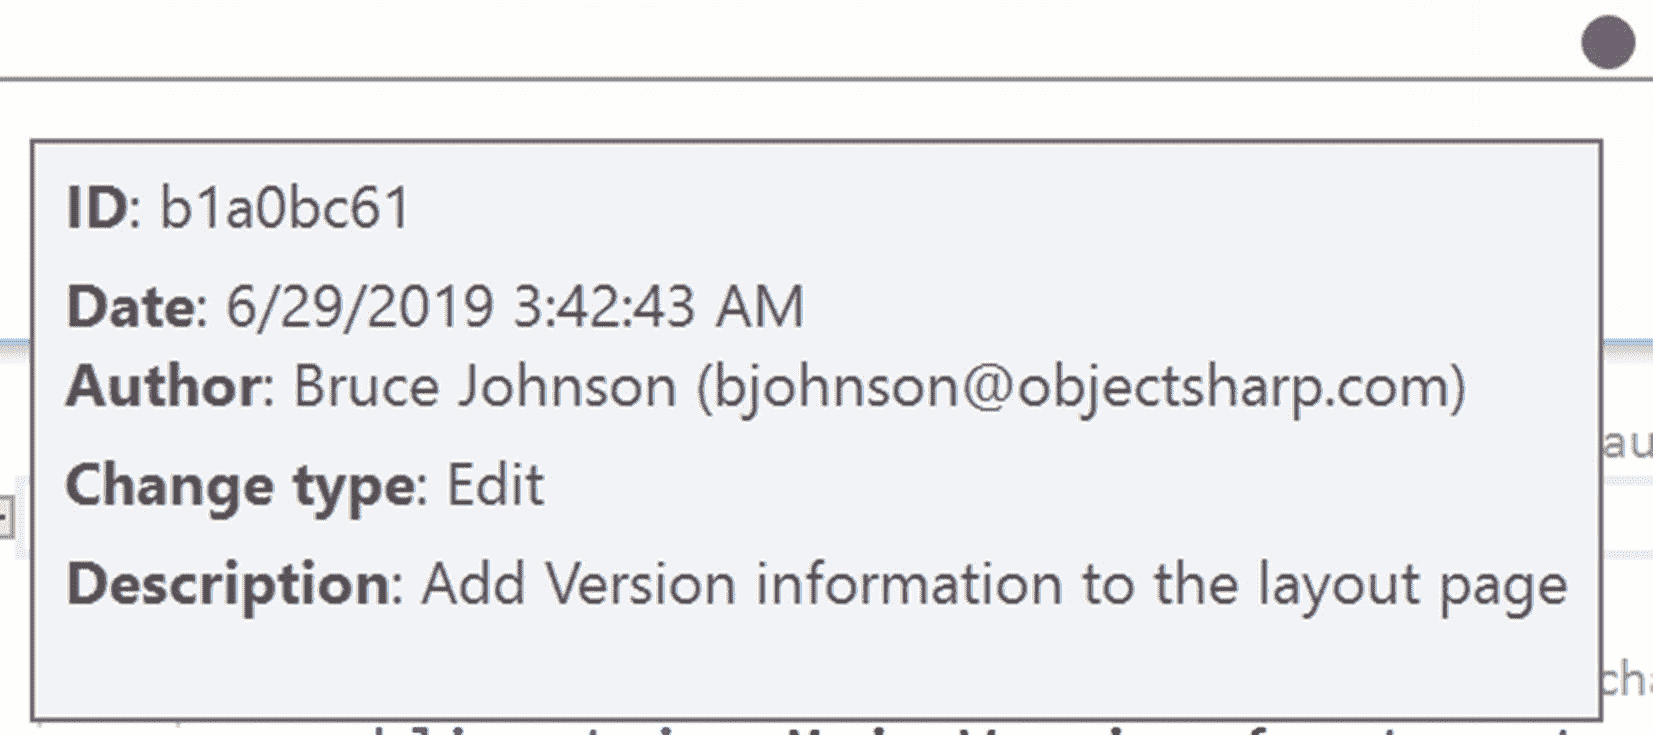 ID: b1a0bc61
Date: 6/29/2019 3:42:43 AM
Author: Bruce Johnson (bjohnson@objectsharp.com)
au
Change type: Edit
Description: Add Version information to the layout page
cha